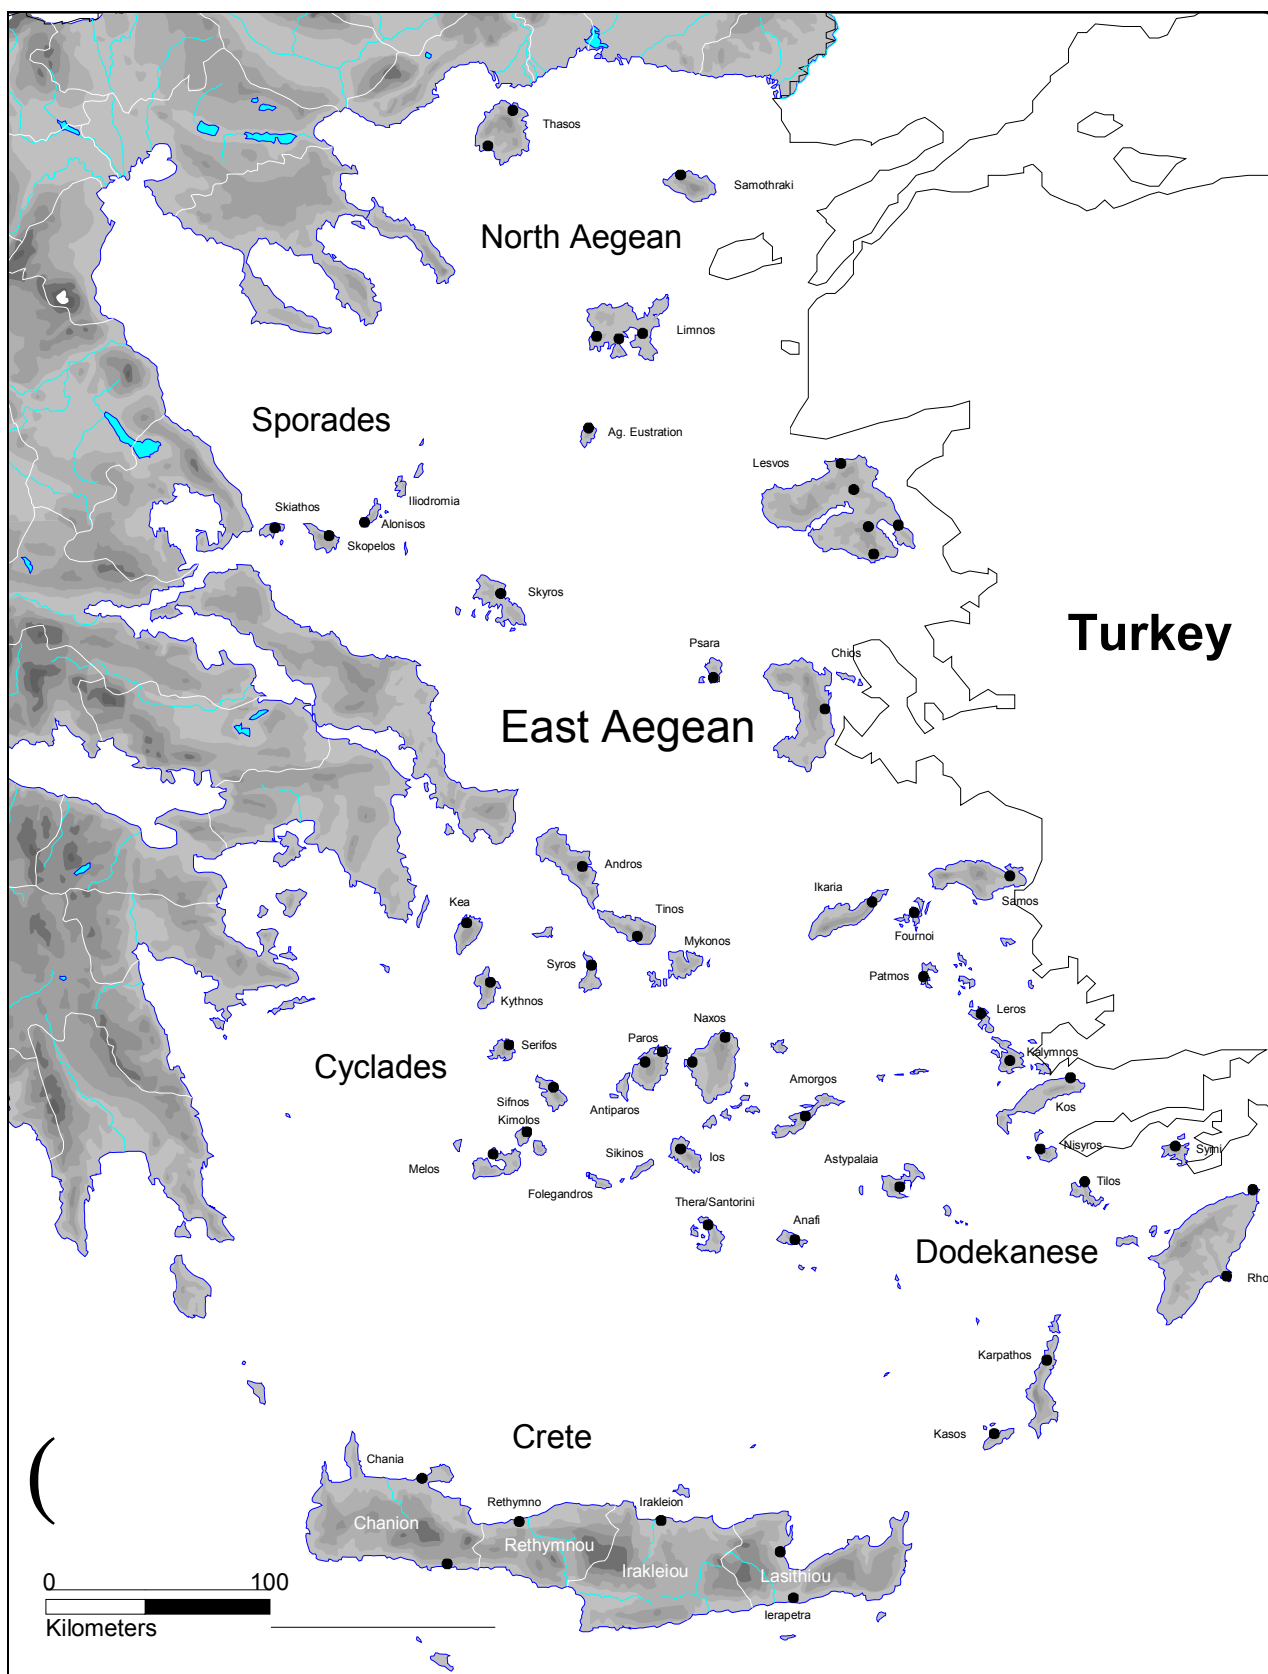 Thasos
Samothraki
North Aegean
Limnos
Sporades
Ag. Eustration
Lesvos
Iliodromia
Skiathos
Alonisos
Skopelos
Skyros
Turkey
Psara
Chios
East Aegean
Andros
Ikaria
Samos
Kea
Tinos
Fournoi
Mykonos
Syros
Patmos
Kythnos
Leros
Naxos
Serifos
Paros
Kalymnos
Cyclades
Sifnos
Antiparos
Amorgos
Kos
Kimolos
Melos
Sikinos
Ios
Nisyros
Symi
Astypalaia
Tilos
Folegandros
Thera/Santorini
Anafi
Dodekanese
Rho
Karpathos
Crete
Kasos
(
Chania
Rethymno
Irakleion
Chanion
Rethymnou
Irakleiou
Lasithiou
0 100
Kilometers
Ierapetra